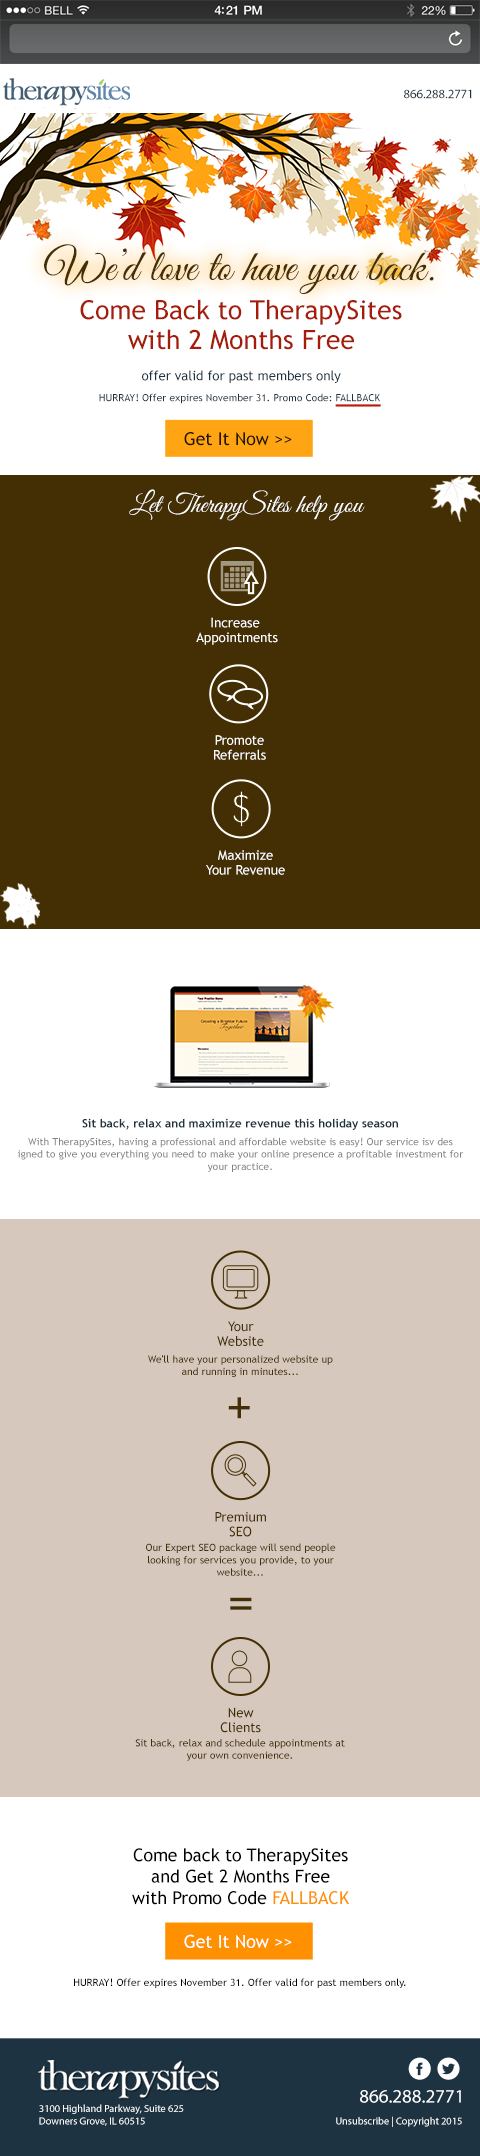 BELL 4:21 PM 22%
therapysites 866.288.2771
We'd love to have you back.
Come Back to TherapySites
with 2 Months Free
offer valid for past members only
HURRAY! Offer expires November 31. Promo Code: FALLBACK
Get It Now >>
Let TherapySites help you
Increase
Appointments
Promote
Referrals
$
Maximize
Your Revenue
Creating a Brighter Future
Together
Sit back, relax and maximize revenue this holiday season
With TherapySites, having a professional and affordable website is easy! Our service isv des
igned to give you everything you need to make your online presence a profitable investment for
your practice.
Your
Website
We'll have your personalized website up
and running in minutes...
+
Premium
SEO
Our Expert SEO package will send people
looking for services you provide, to your
website...
=
New
Clients
Sit back, relax and schedule appointments at
your own convenience.
Come back to TherapySites
and Get 2 Months Free
with Promo Code FALLBACK
Get It Now >>
HURRAY! Offer expires November 31. Offer valid for past members only.
therapysites
866.288.2771
3100 Highland Parkway, Suite 625
Downers Grove, IL 60515
Unsubscribe | Copyright 2015